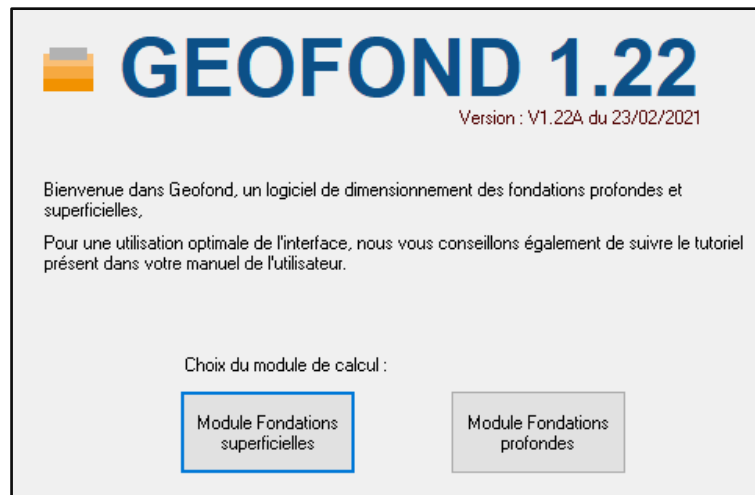 GEOFOND 1.22
Version : V1.22A du 23/02/2021
Bienvenue dans Geofond, un logiciel de dimensionnement des fondations profondes et
superficielles,
Pour une utilisation optimale de l'interface, nous vous conseillons également de suivre le tutoriel
présent dans votre manuel de l'utilisateur.
Choix du module de calcul :
Module Fondations
superficielles
Module Fondations
profondes